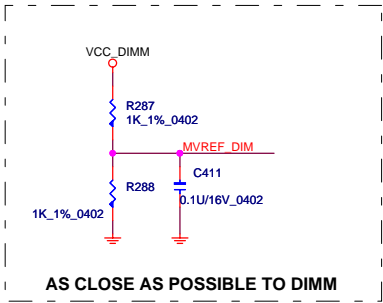 VCC_DIMM
R287
1K_1%_0402
MVREF_DIM
C411
R288
0.1U/16V_0402
1K_1%_0402
AS CLOSE AS POSSIBLE TO DIMM